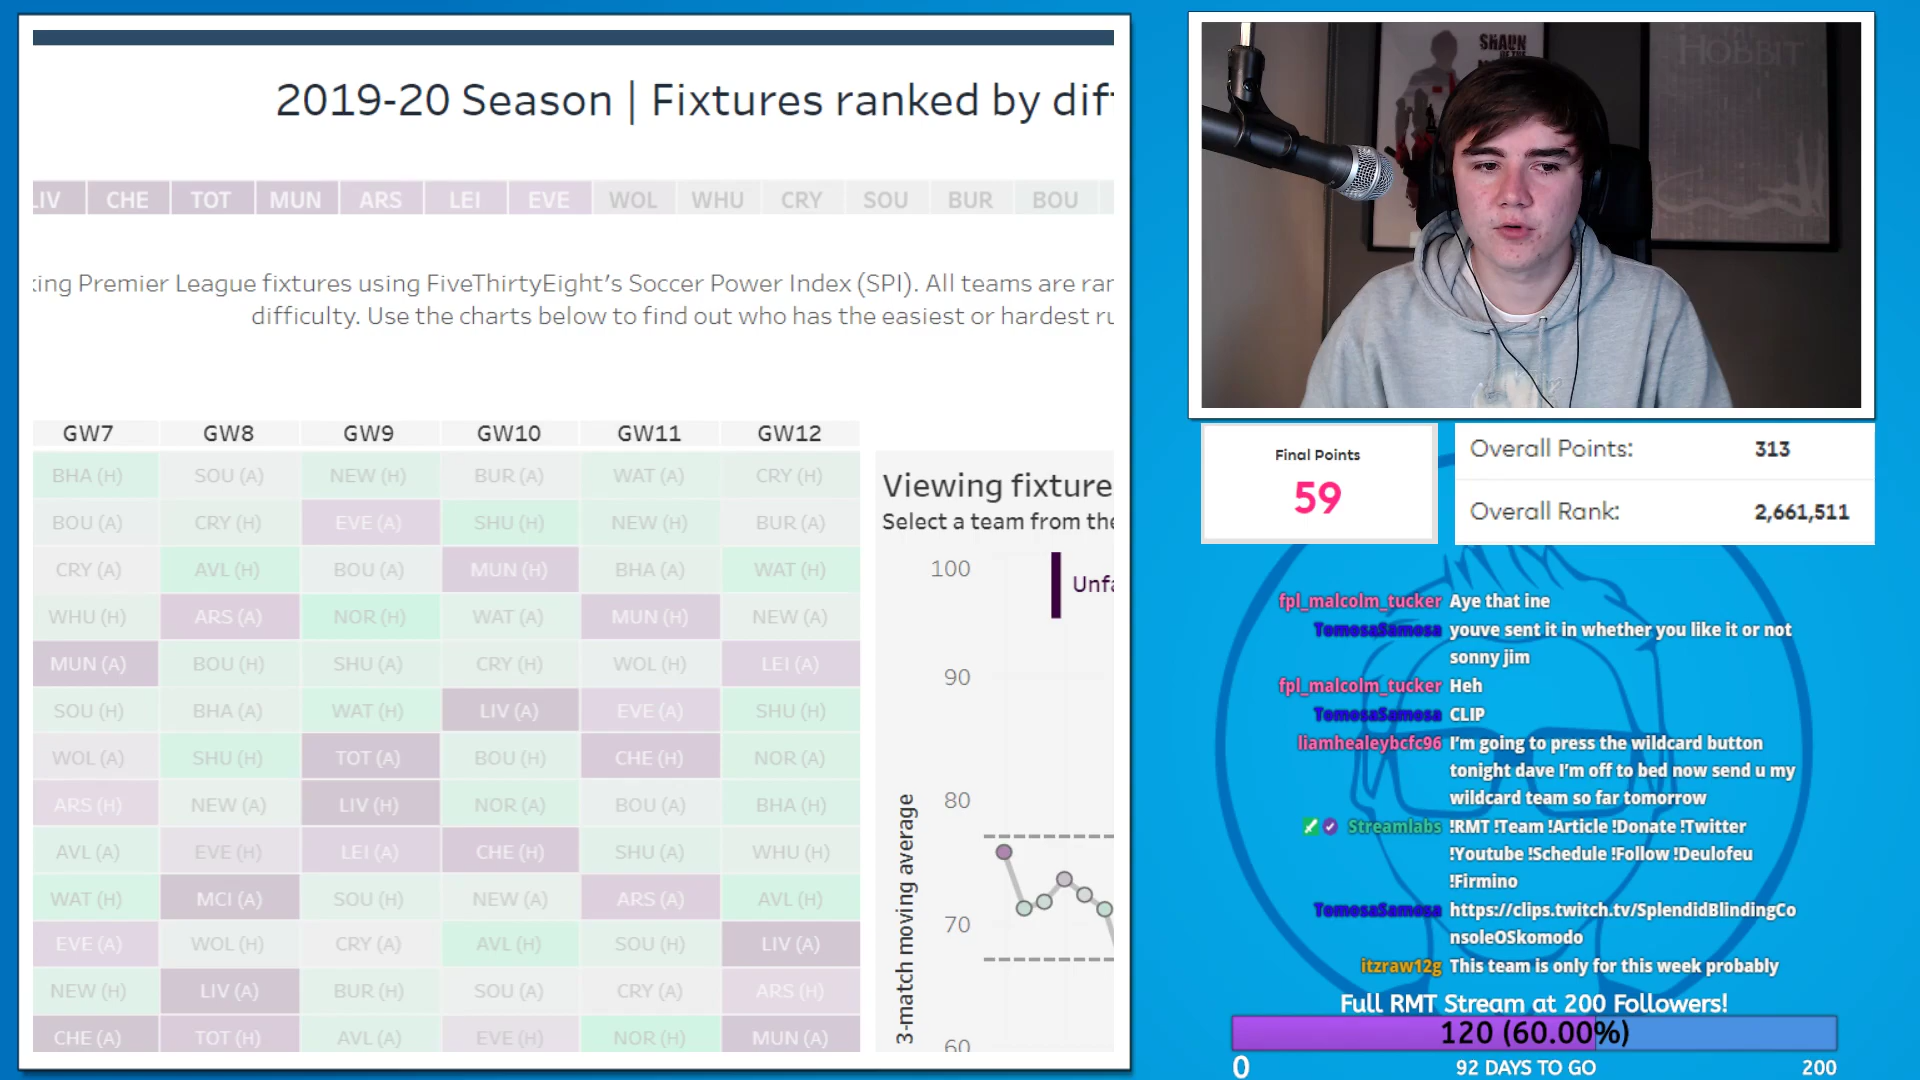 2019-20 Season | Fixtures ranked by dif
LIV CHE TOT MUN ARS LEI EVE WOL WHU CRY SOU BUR BOU
king Premier League fixtures using FiveThirtyEight's Soccer Power Index (SPI). All teams are ran
difficulty. Use the charts below to find out who has the easiest or hardest ru
GW7 GW8 GW9 GW10 GW11 GW12
BHA (H) SOU (A) NEW (H) BUR (A) WAT (A) CRY (H)
BOU (A) CRY (H) EVE (A) SHU (H) NEW (H) BUR (A)
CRY (A) AVL (H) BOU (A) MUN (H) BHA (A) WAT (H)
WHU (H) ARS (A) NOR (H) WAT (A) MUN (H) NEW (A)
MUN (A) BOU (H) SHU (A) CRY (H) WOL (H) LEI (A)
SOU (H) BHA (A) WAT (H) LIV (A) EVE (A) SHU (H)
WOL (A) SHU (H) TOT (A) BOU (H) CHE (H) NOR (A)
ARS (H) NEW (A) LIV (H) NOR (A) BOU (A) BHA (H)
AVL (A) EVE (H) LEI (A) CHE (H) SHU (A) WHU (H)
WAT (H) MCI (A) SOU (H) NEW (A) ARS (A) AVL (H)
EVE (A) WOL (H) CRY (A) AVL (H) SOU (H) LIV (A)
NEW (H) LIV (A) BUR (H) SOU (A) CRY (A) ARS (H)
CHE (A) TOT (H) AVL (A) EVE (H) NOR (H) MUN (A)
Viewing fixture
Select a team from the
100
Unfa
90
80
70
60
3-match moving average
SHAUN
OF THE
THE
HOBBIT
Final Points
59
Overall Points: 313
Overall Rank: 2,661,511
fpl_malcolm_tucker Aye that ine
TomosaSamosa youve sent it in whether you like it or not
sonny jim
fpl_malcolm_tucker Heh
TomosaSamosa CLIP
liamhealeybcfc96 I'm going to press the wildcard button
tonight dave I'm off to bed now send u my
wildcard team so far tomorrow
Streamlabs !RMT !Team !Article !Donate !Twitter
!Youtube !Schedule !Follow !Deulofeu
!Firmino
TomosaSamosa https://clips.twitch.tv/SplendidBlindingCo
nsoleOSkomodo
itzraw12g This team is only for this week probably
Full RMT Stream at 200 Followers!
120 (60.00%)
0 92 DAYS TO GO 200